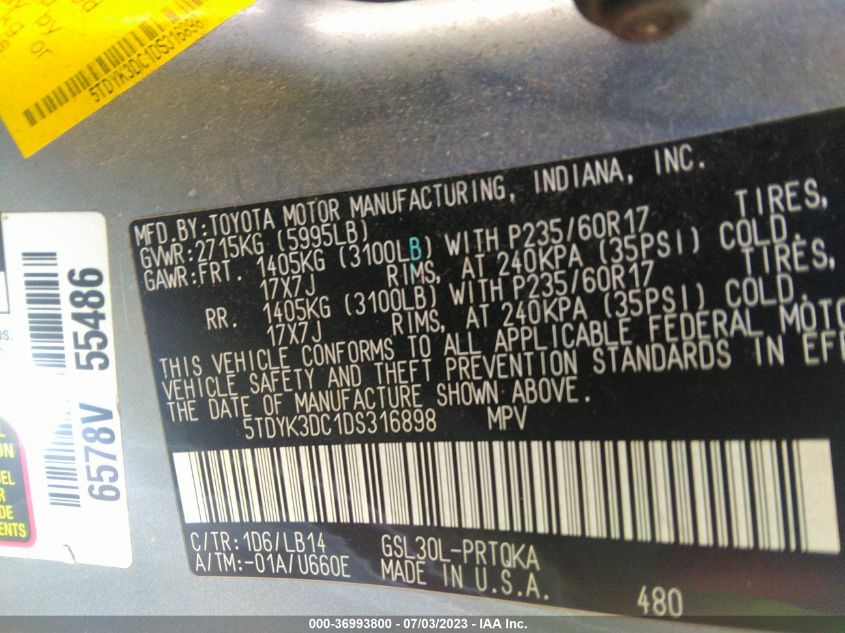 kg or
by or
5TDYK3DC1DS316898
6578V 55486
MFD.BY:TOYOTA MOTOR MANUFACTURING, INDIANA, INC.
GVWR:2715KG (5995LB)
GAWR:FRT. 1405KG (3100LB) WITH P235/60R17 TIRES,
17X7J RIMS, AT 240KPA (35PSI) COLD.
RR. 1405KG (3100LB) WITH P235/60R17 TIRES,
17X7J RIMS, AT 240KPA (35PSI) COLD.
THIS VEHICLE CONFORMS TO ALL APPLICABLE FEDERAL MOTO
VEHICLE SAFETY AND THEFT PREVENTION STANDARDS IN EFF
THE DATE OF MANUFACTURE SHOWN ABOVE.
5TDYK3DC1DS316898 MPV
C/TR:1D6/LB14 GSL30L-PRTQKA
A/TM:-01A/U660E MADE IN U.S.A.
480
000-36993800 - 07/03/2023 - IAA Inc.